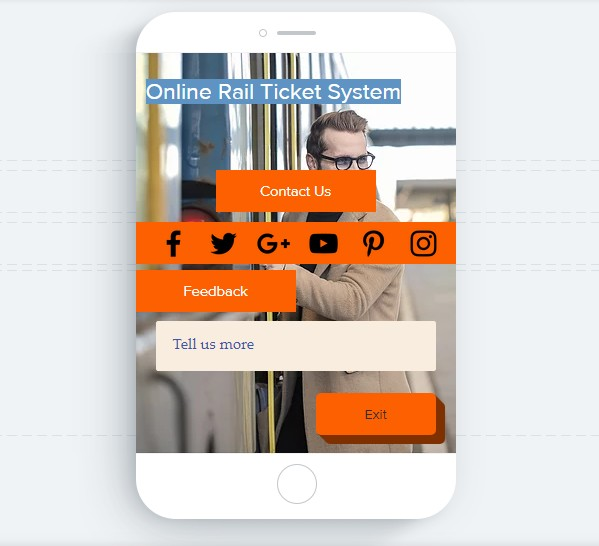 Online Rail Ticket System
Contact Us
Feedback
Tell us more
Exit